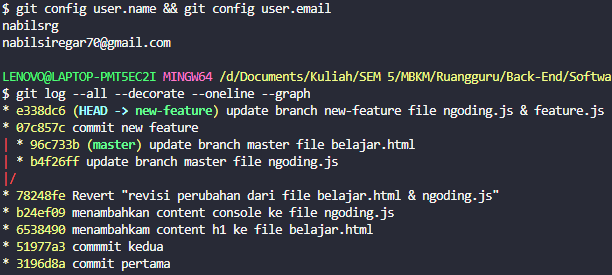 $ git config user.name && git config user.email
nabilsrg
nabilsiregar70@gmail.com
LENOVO@LAPTOP-PMT5EC2I MINGW64 /d/Documents/Kuliah/SEM 5/MBKM/Ruangguru/Back-End/Softwa
$ git log --all --decorate --oneline --graph
* e338dc6 (HEAD -> new-feature) update branch new-feature file ngoding.js & feature.js
* 07c857c commit new feature
| * 96c733b (master) update branch master file belajar.html
| * b4f26ff update branch master file ngoding.js
|/
* 78248fe Revert "revisi perubahan dari file belajar.html & ngoding.js"
* b24ef09 menambahkan content console ke file ngoding.js
* 6538490 menambahkam content h1 ke file belajar.html
* 51977a3 commmit kedua
* 3196d8a commit pertama